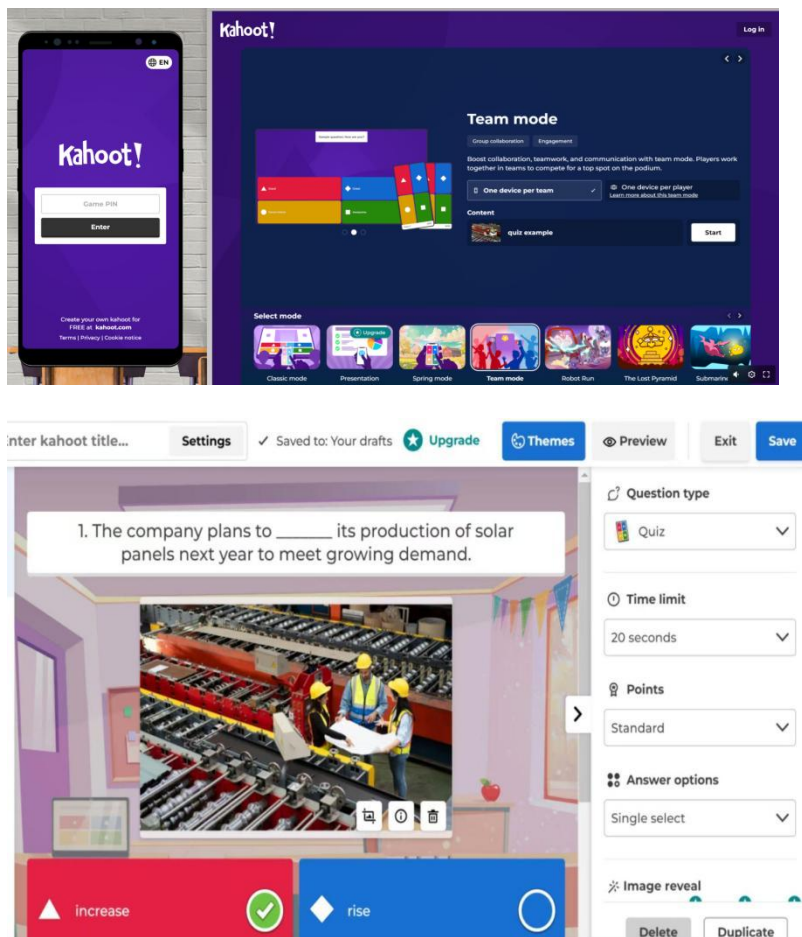 EN
Kahoot!
Game PIN
Enter
Create your own kahoot for
FREE at kahoot.com
Terms | Privacy | Cookie notice
Kahoot!
Log in
Team mode
Group collaboration
Engagement
Boost collaboration, teamwork, and communication with team mode. Players work
together in teams to compete for a top spot on the podium.
One device per team
One device per player
Learn more about this team mode
Content
quiz example
Start
Select mode
Upgrade
Classic mode
Presentation
Spring mode
Team mode
Robot Run
The Lost Pyramid
Enter kahoot title...
Settings
Saved to: Your drafts
Upgrade
Themes
Preview
Exit
Save
1. The company plans to ______ its production of solar
panels next year to meet growing demand.
Question type
Quiz
Time limit
20 seconds
Points
Standard
Answer options
Single select
Image reveal
increase
rise
Delete
Duplicate